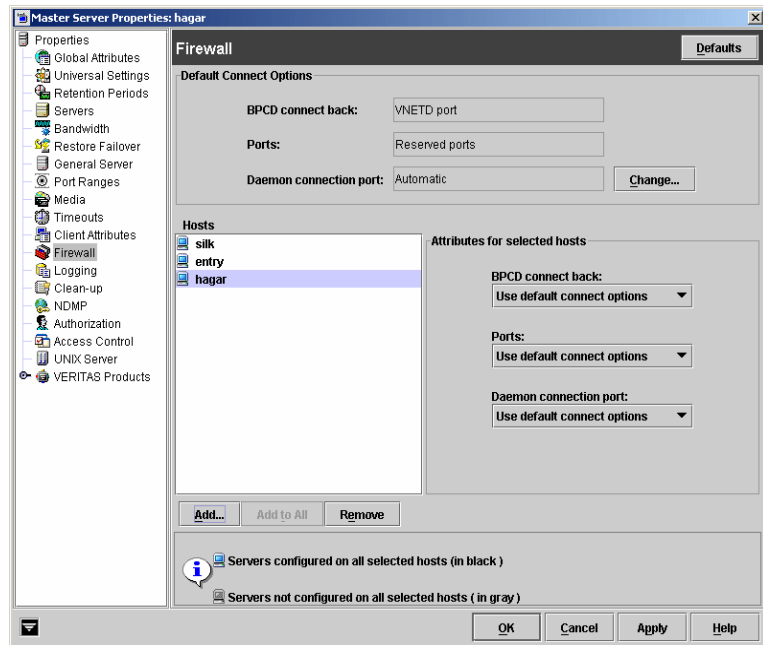 Master Server Properties: hagar
Properties
Global Attributes
Universal Settings
Retention Periods
Servers
Bandwidth
Restore Failover
General Server
Port Ranges
Media
Timeouts
Client Attributes
Firewall
Logging
Clean-up
NDMP
Authorization
Access Control
UNIX Server
VERITAS Products
Firewall
Defaults
Default Connect Options
BPCD connect back: VNETD port
Ports: Reserved ports
Daemon connection port: Automatic Change...
Hosts
silk
entry
hagar
Attributes for selected hosts
BPCD connect back:
Use default connect options
Ports:
Use default connect options
Daemon connection port:
Use default connect options
Add... Add to All Remove
Servers configured on all selected hosts (in black )
Servers not configured on all selected hosts ( in gray )
OK Cancel Apply Help